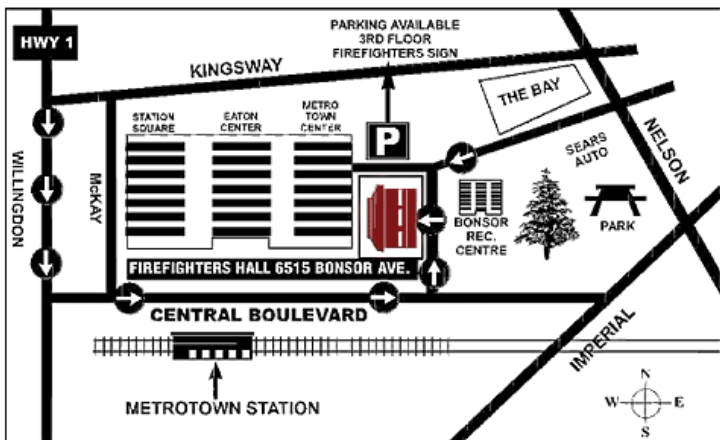 HWY 1
PARKING AVAILABLE
3RD FLOOR
FIREFIGHTERS SIGN
KINGSWAY
STATION
SQUARE
EATON
CENTER
METRO
TOWN
CENTER
P
THE BAY
NELSON
SEARS
AUTO
WILLINGDON
McKAY
BONSOR
REC.
CENTRE
PARK
FIREFIGHTERS HALL 6515 BONSOR AVE.
CENTRAL BOULEVARD
IMPERIAL
METROTOWN STATION
N
W E
S